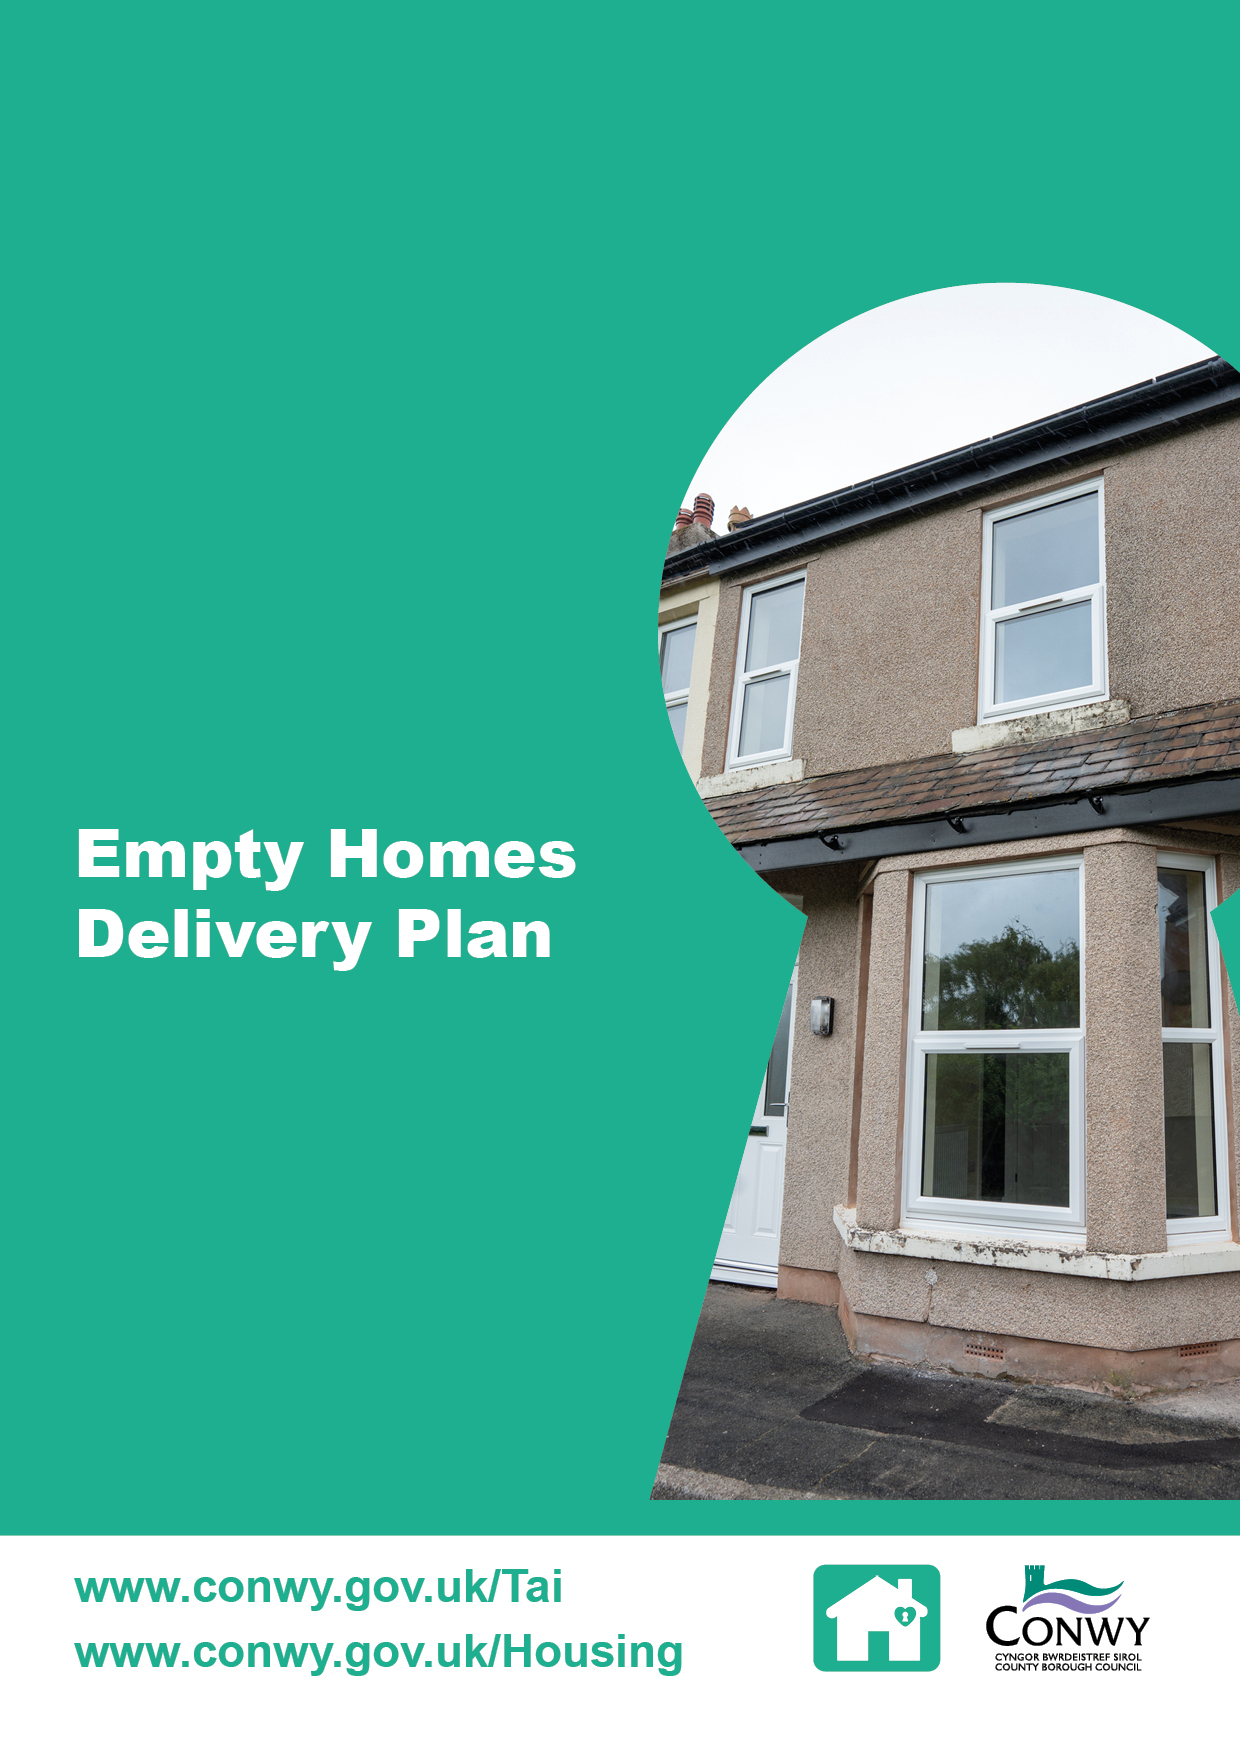 Empty Homes
Delivery Plan
www.conwy.gov.uk/Tai
www.conwy.gov.uk/Housing
CONWY
CYNGOR BWRDEISTREF SIROL
COUNTY BOROUGH COUNCIL